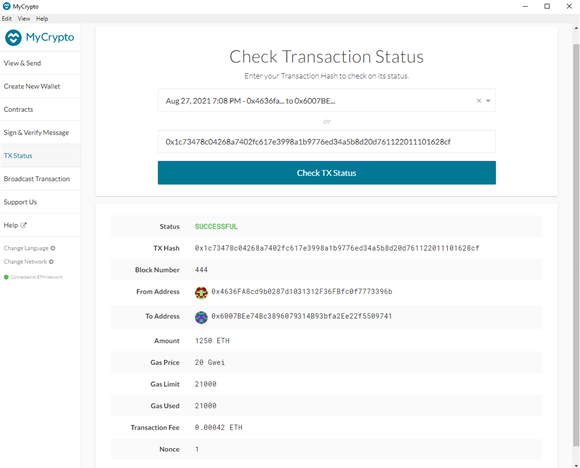 MyCrypto
Edit View Help
MyCrypto
View & Send
Create New Wallet
Contracts
Sign & Verify Message
TX Status
Broadcast Transaction
Support Us
Help
Change Language
Change Network
Connected to ETH network
Check Transaction Status
Enter your Transaction Hash to check on its status.
Aug 27, 2021 7:08 PM - 0x4636fa... to 0x6007BE...
or
0x1c73478c04268a7402fc617e3998a1b9776ed34a5b8d20d761122011101628cf
Check TX Status
Status SUCCESSFUL
TX Hash 0x1c73478c04268a7402fc617e3998a1b9776ed34a5b8d20d761122011101628cf
Block Number 444
From Address 0x4636FA8cd9b0287d1031312F36FBfc0f7773396b
To Address 0x6007BEe74Bc3896079314B93bfa2Ee22f5509741
Amount 1250 ETH
Gas Price 20 Gwei
Gas Limit 21000
Gas Used 21000
Transaction Fee 0.00042 ETH
Nonce 1